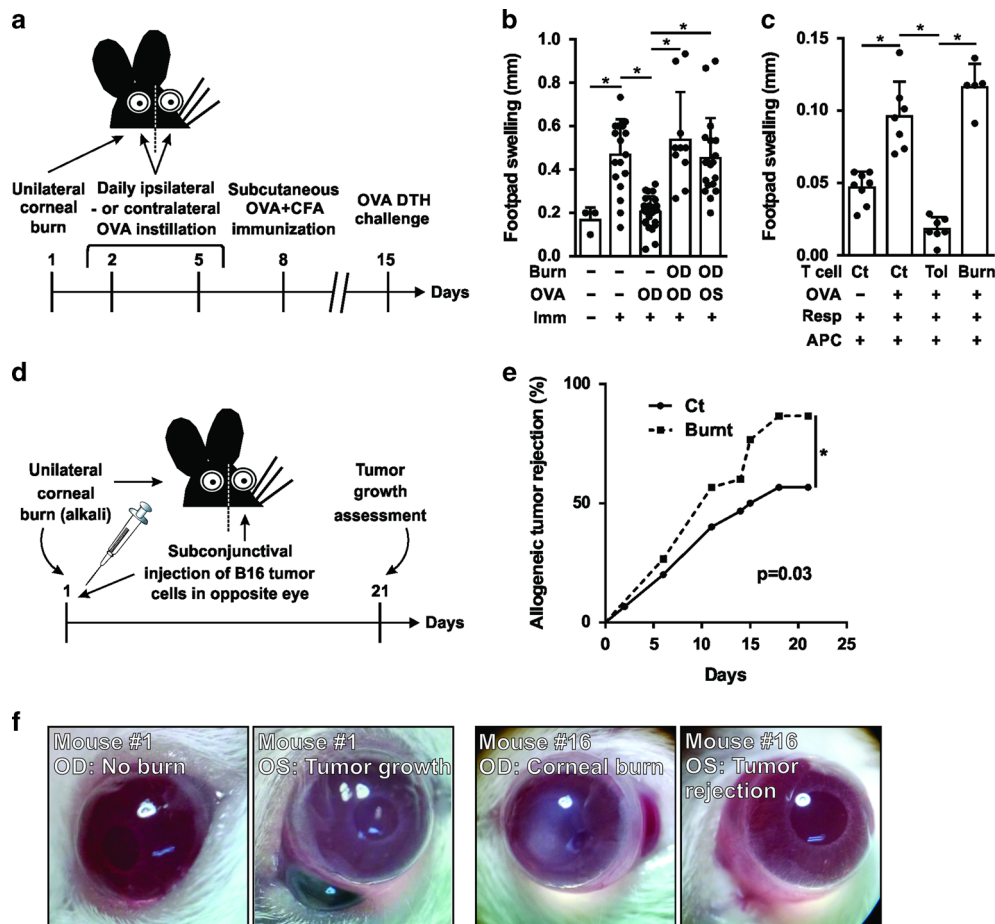 a
Unilateral
corneal
burn
Daily ipsilateral
- or contralateral
OVA instillation
Subcutaneous
OVA+CFA
immunization
OVA DTH
challenge
1
2
5
8
15
Days
b
Footpad swelling (mm)
1.0
0.8
0.6
0.4
0.2
0.0
* * * *
Burn – – – OD OD
OVA – – OD OD OS
Imm – + + + +
c
Footpad swelling (mm)
0.15
0.10
0.05
0.00
* * *
T cell Ct Ct Tol Burn
OVA – + + +
Resp + + + +
APC + + + +
d
Unilateral
corneal
burn (alkali)
Subconjunctival
injection of B16 tumor
cells in opposite eye
Tumor
growth
assessment
1
21
Days
e
Allogeneic tumor rejection (%)
100
50
0
Ct
Burnt
*
p=0.03
0 5 10 15 20 25
Days
f
Mouse #1
OD: No burn
Mouse #1
OS: Tumor growth
Mouse #16
OD: Corneal burn
Mouse #16
OS: Tumor
rejection